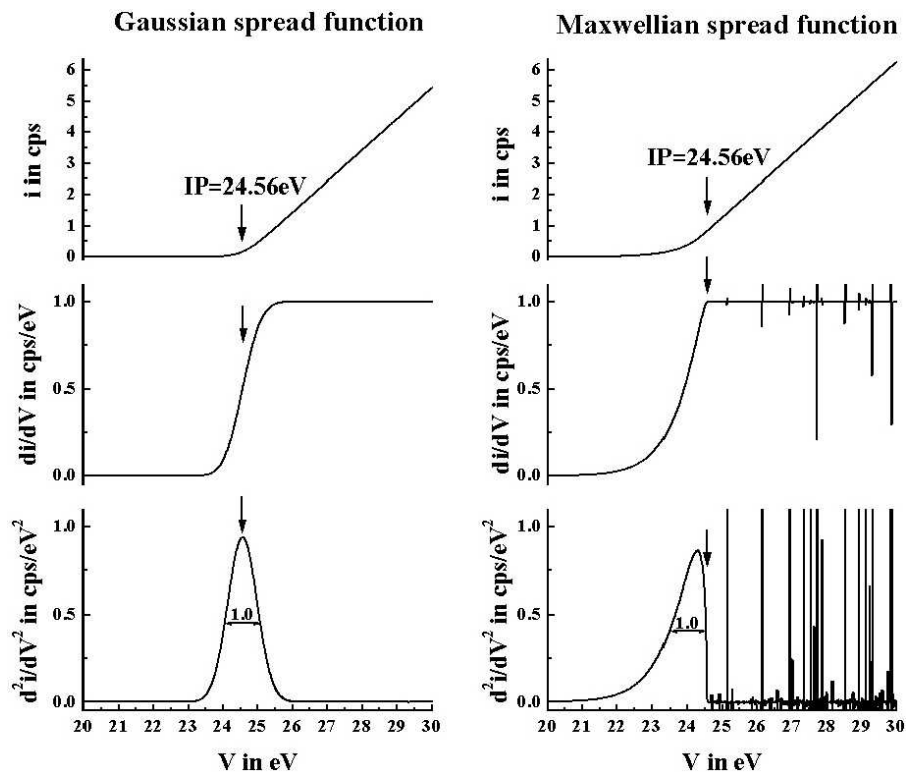 Gaussian spread function
i in cps
6
5
4
3
2
1
0
IP=24.56eV
di/dV in cps/eV
1.0
0.5
0.0
d²i/dV² in cps/eV²
1.0
0.5
0.0
1.0
20 21 22 23 24 25 26 27 28 29 30
V in eV
Maxwellian spread function
i in cps
6
5
4
3
2
1
0
IP=24.56eV
di/dV in cps/eV
1.0
0.5
0.0
d²i/dV² in cps/eV²
1.0
0.5
0.0
1.0
20 21 22 23 24 25 26 27 28 29 30
V in eV